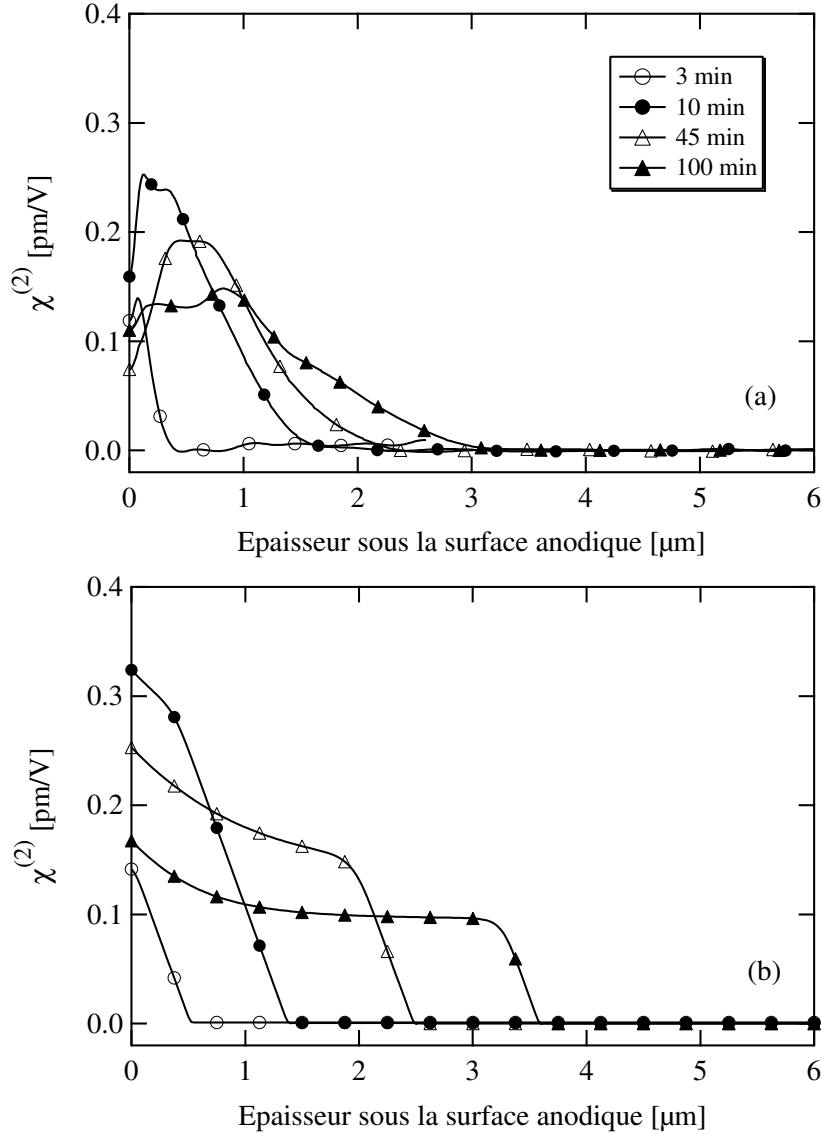 0.4
0.3
0.2
0.1
0.0
χ(2) [pm/V]
3 min
10 min
45 min
100 min
(a)
0 1 2 3 4 5 6
Epaisseur sous la surface anodique [µm]
0.4
0.3
0.2
0.1
0.0
χ(2) [pm/V]
(b)
0 1 2 3 4 5 6
Epaisseur sous la surface anodique [µm]